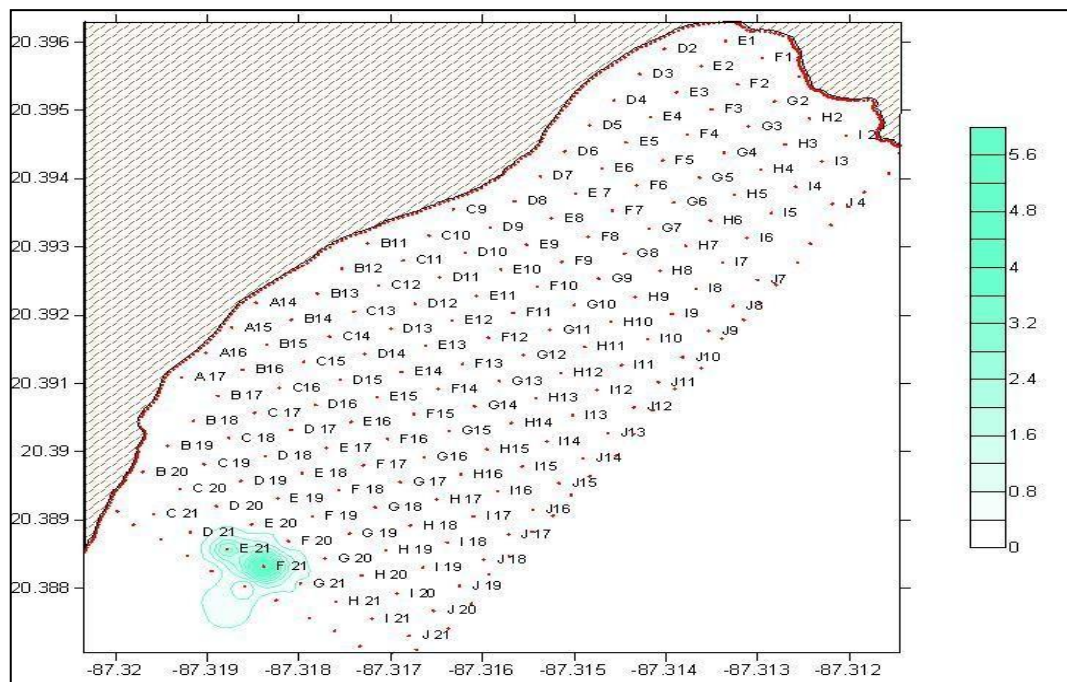 20.396
20.395
20.394
20.393
20.392
20.391
20.39
20.389
20.388
-87.32
-87.319
-87.318
-87.317
-87.316
-87.315
-87.314
-87.313
-87.312
5.6
4.8
4
3.2
2.4
1.6
0.8
0
E1
D2
F1
E2
D3
F2
E3
G2
D4
F3
H2
E4
G3
D5
F4
I 2
E5
H3
D6
G4
F5
I3
E6
H4
D7
G5
F6
I4
E 7
H5
D8
G6
J 4
C9
F7
I5
E8
H6
D9
G7
C10
F8
I6
B11
E9
H7
D10
G8
C11
F9
I7
B12
E10
H8
D11
G9
J7
C12
F10
I8
B13
E11
H9
A14
D12
G10
J8
C13
F11
I9
B14
E12
H10
A15
D13
G11
J9
C14
F12
I10
B15
E13
H11
A16
D14
G12
J10
C15
F13
I11
B16
E14
H12
A 17
D15
G13
J11
C16
F14
I12
B 17
E15
H13
D16
G14
J12
C 17
F15
I13
B 18
E16
H14
D 17
G15
J13
C 18
F16
I14
B 19
E 17
H15
D 18
G16
J14
C 19
F 17
I15
B 20
E 18
H16
D 19
G 17
J15
C 20
F 18
I16
E 19
H 17
D 20
G 18
J16
C 21
F 19
I 17
E 20
H 18
D 21
G 19
J 17
F 20
I 18
E 21
H 19
G 20
J 18
F 21
I 19
H 20
G 21
J 19
I 20
H 21
J 20
I 21
J 21